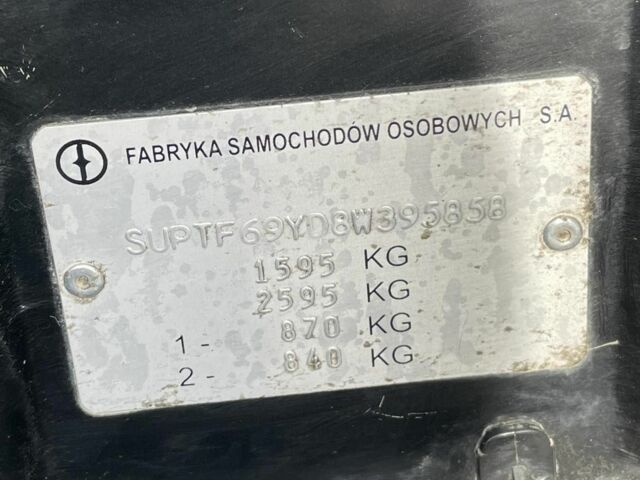 FABRYKA SAMOCHODÓW OSOBOWYCH S.A.
SUPTF69YD8W395858
1595 KG
2595 KG
1- 870 KG
2- 840 KG